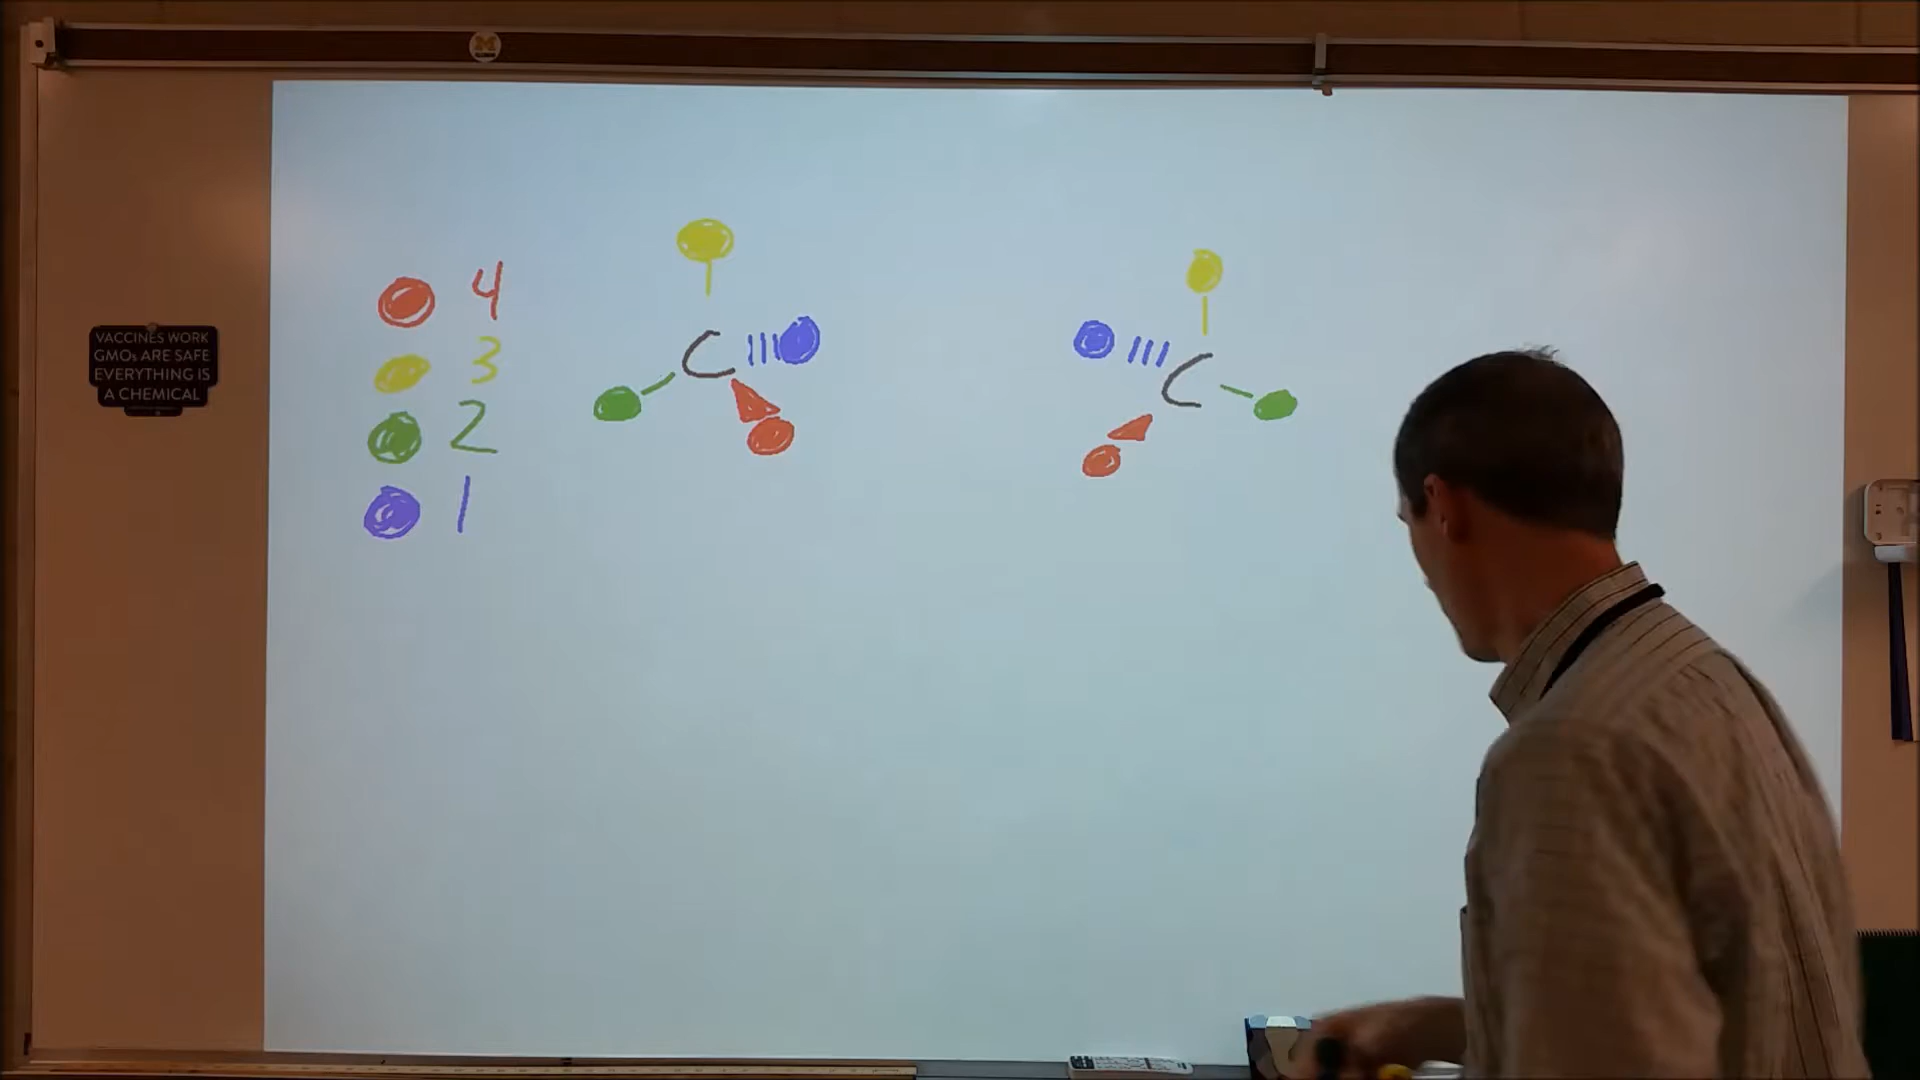 VACCINES WORK
GMOs ARE SAFE
EVERYTHING IS
A CHEMICAL
4
3
2
1
C
C
M